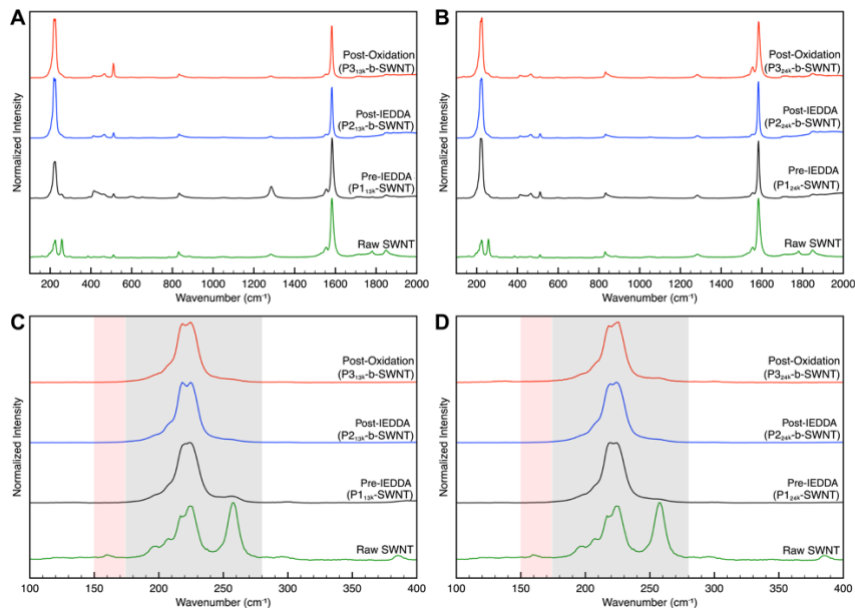 A
Post-Oxidation
(P3₁₃ₖ-b-SWNT)
Post-IEDDA
(P2₁₃ₖ-b-SWNT)
Pre-IEDDA
(P1₁₃ₖ-SWNT)
Raw SWNT
Normalized Intensity
200 400 600 800 1000 1200 1400 1600 1800 2000
Wavenumber (cm⁻¹)
B
Post-Oxidation
(P3₂₄ₖ-b-SWNT)
Post-IEDDA
(P2₂₄ₖ-b-SWNT)
Pre-IEDDA
(P1₂₄ₖ-SWNT)
Raw SWNT
Normalized Intensity
200 400 600 800 1000 1200 1400 1600 1800 2000
Wavenumber (cm⁻¹)
C
Post-Oxidation
(P3₁₃ₖ-b-SWNT)
Post-IEDDA
(P2₁₃ₖ-b-SWNT)
Pre-IEDDA
(P1₁₃ₖ-SWNT)
Raw SWNT
Normalized Intensity
100 150 200 250 300 350 400
Wavenumber (cm⁻¹)
D
Post-Oxidation
(P3₂₄ₖ-b-SWNT)
Post-IEDDA
(P2₂₄ₖ-b-SWNT)
Pre-IEDDA
(P1₂₄ₖ-SWNT)
Raw SWNT
Normalized Intensity
100 150 200 250 300 350 400
Wavenumber (cm⁻¹)